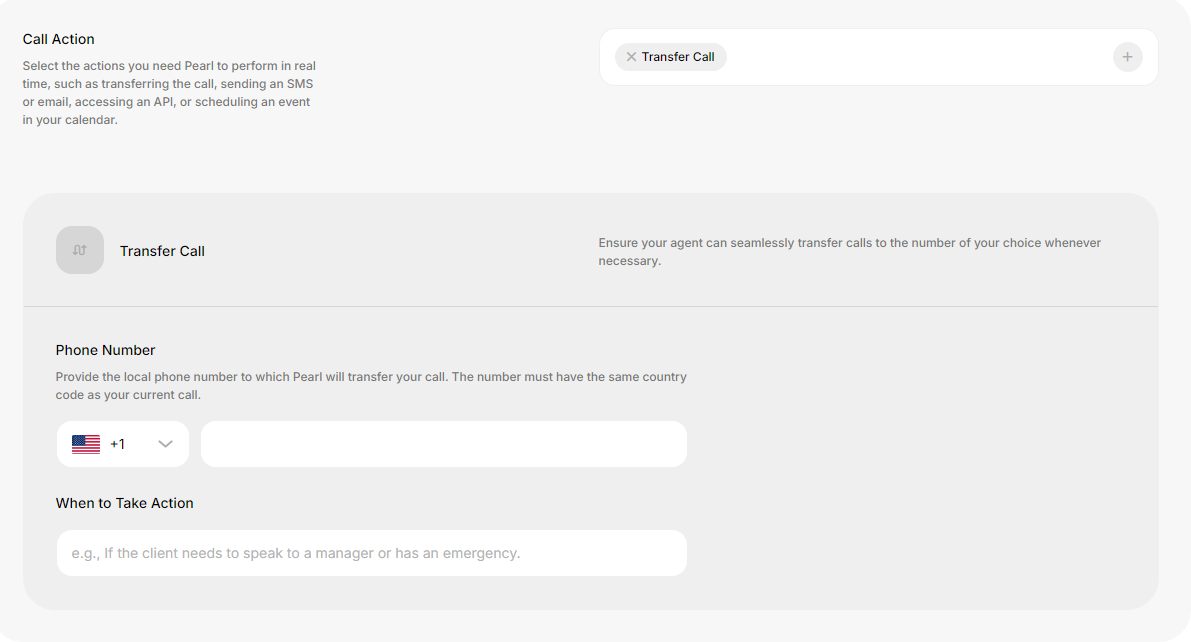 Call Action
Select the actions you need Pearl to perform in real
time, such as transferring the call, sending an SMS
or email, accessing an API, or scheduling an event
in your calendar.
Transfer Call
Transfer Call
Ensure your agent can seamlessly transfer calls to the number of your choice whenever
necessary.
Phone Number
Provide the local phone number to which Pearl will transfer your call. The number must have the same country
code as your current call.
+1
When to Take Action
e.g., If the client needs to speak to a manager or has an emergency.